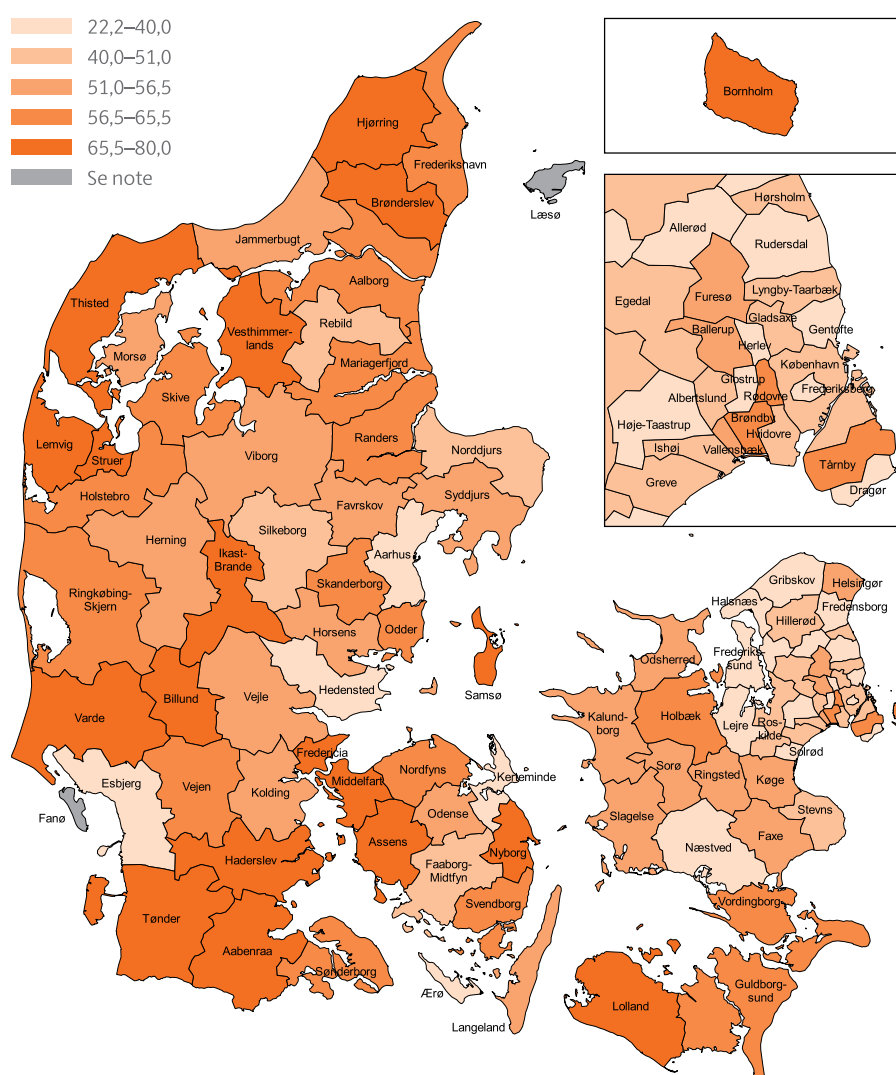 22,2–40,0
40,0–51,0
51,0–56,5
56,5–65,5
65,5–80,0
Se note
Bornholm
Hjørring
Frederikshavn
Brønderslev
Læsø
Jammerbugt
Aalborg
Thisted
Vesthimmer-
lands
Rebild
Morsø
Mariagerfjord
Skive
Lemvig
Struer
Randers
Viborg
Norddjurs
Holstebro
Favrskov
Syddjurs
Herning
Silkeborg
Ikast-
Brande
Aarhus
Skanderborg
Ringkøbing-
Skjern
Horsens
Odder
Hedensted
Samsø
Varde
Billund
Vejle
Fredericia
Esbjerg
Vejen
Kolding
Middelfart
Nordfyns
Kerteminde
Fanø
Odense
Assens
Nyborg
Haderslev
Faaborg-
Midtfyn
Svendborg
Tønder
Aabenraa
Sønderborg
Ærø
Langeland
Hørsholm
Allerød
Rudersdal
Egedal
Furesø
Lyngby-Taarbæk
Gladsaxe
Ballerup
Gentofte
Herlev
København
Glostrup
Frederiksberg
Albertslund
Rødovre
Høje-Taastrup
Brøndby
Hvidovre
Ishøj
Vallensbæk
Greve
Tårnby
Dragør
Gribskov
Helsingør
Halsnæs
Fredensborg
Hillerød
Frederiks-
sund
Odsherred
Kalund-
borg
Holbæk
Lejre
Ros-
kilde
Solrød
Sorø
Ringsted
Køge
Slagelse
Stevns
Faxe
Næstved
Vordingborg
Lolland
Guldborg-
sund